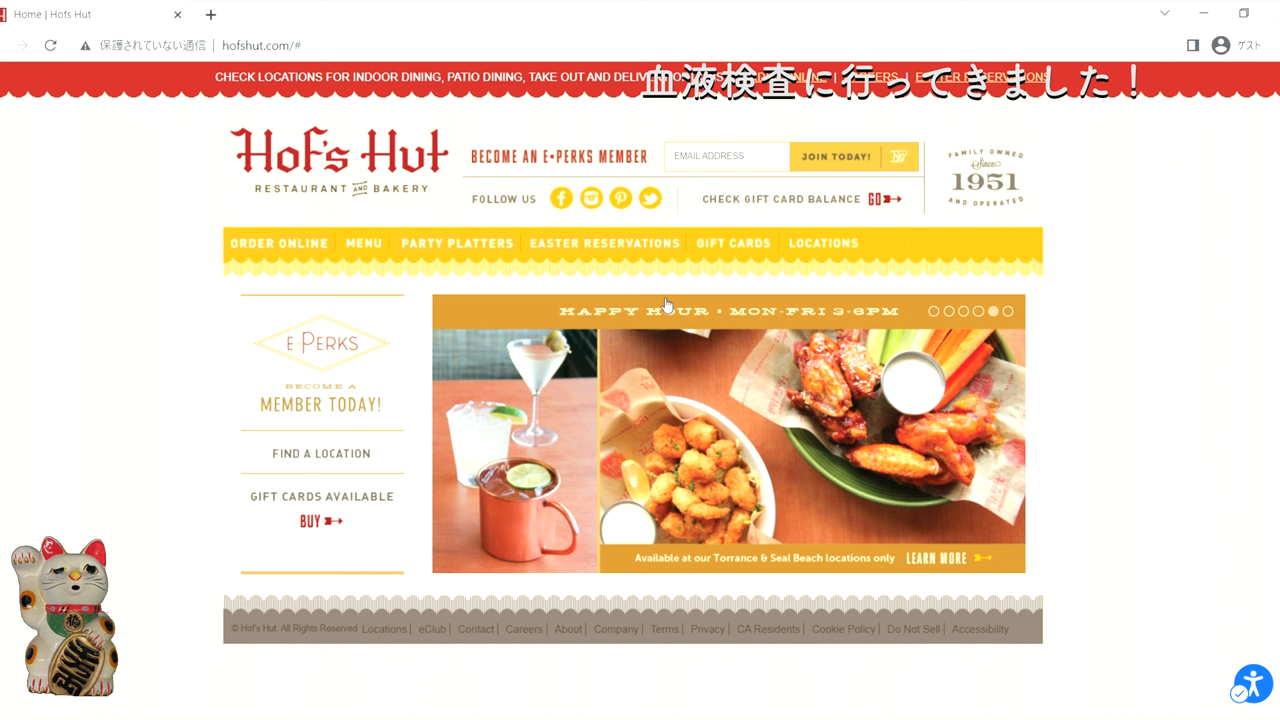 Home | Hofs Hut
保護されていない通信 | hofshut.com/#
ゲスト
CHECK LOCATIONS FOR INDOOR DINING, PATIO DINING, TAKE OUT AND
血液検査に行ってきました！
Hof's Hut
RESTAURANT AND BAKERY
BECOME AN E•PERKS MEMBER
EMAIL ADDRESS
JOIN TODAY!
FAMILY OWNED
Since
1951
AND OPERATED
FOLLOW US
CHECK GIFT CARD BALANCE GO
ORDER ONLINE MENU PARTY PLATTERS EASTER RESERVATIONS GIFT CARDS LOCATIONS
HAPPY HOUR • MON-FRI 3-6PM
E•PERKS
BECOME A
MEMBER TODAY!
FIND A LOCATION
GIFT CARDS AVAILABLE
BUY
Available at our Torrance & Seal Beach locations only LEARN MORE
© Hof's Hut All Rights Reserved Locations | eClub | Contact | Careers | About | Company | Terms | Privacy | CA Residents | Cookie Policy | Do Not Sell | Accessibility